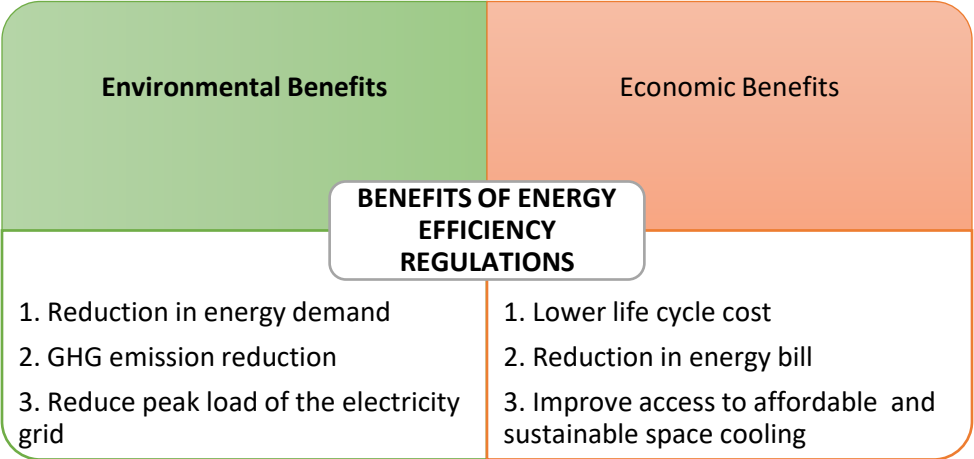 Environmental Benefits
Economic Benefits
BENEFITS OF ENERGY
EFFICIENCY
REGULATIONS
1. Reduction in energy demand
2. GHG emission reduction
3. Reduce peak load of the electricity
grid
1. Lower life cycle cost
2. Reduction in energy bill
3. Improve access to affordable and
sustainable space cooling